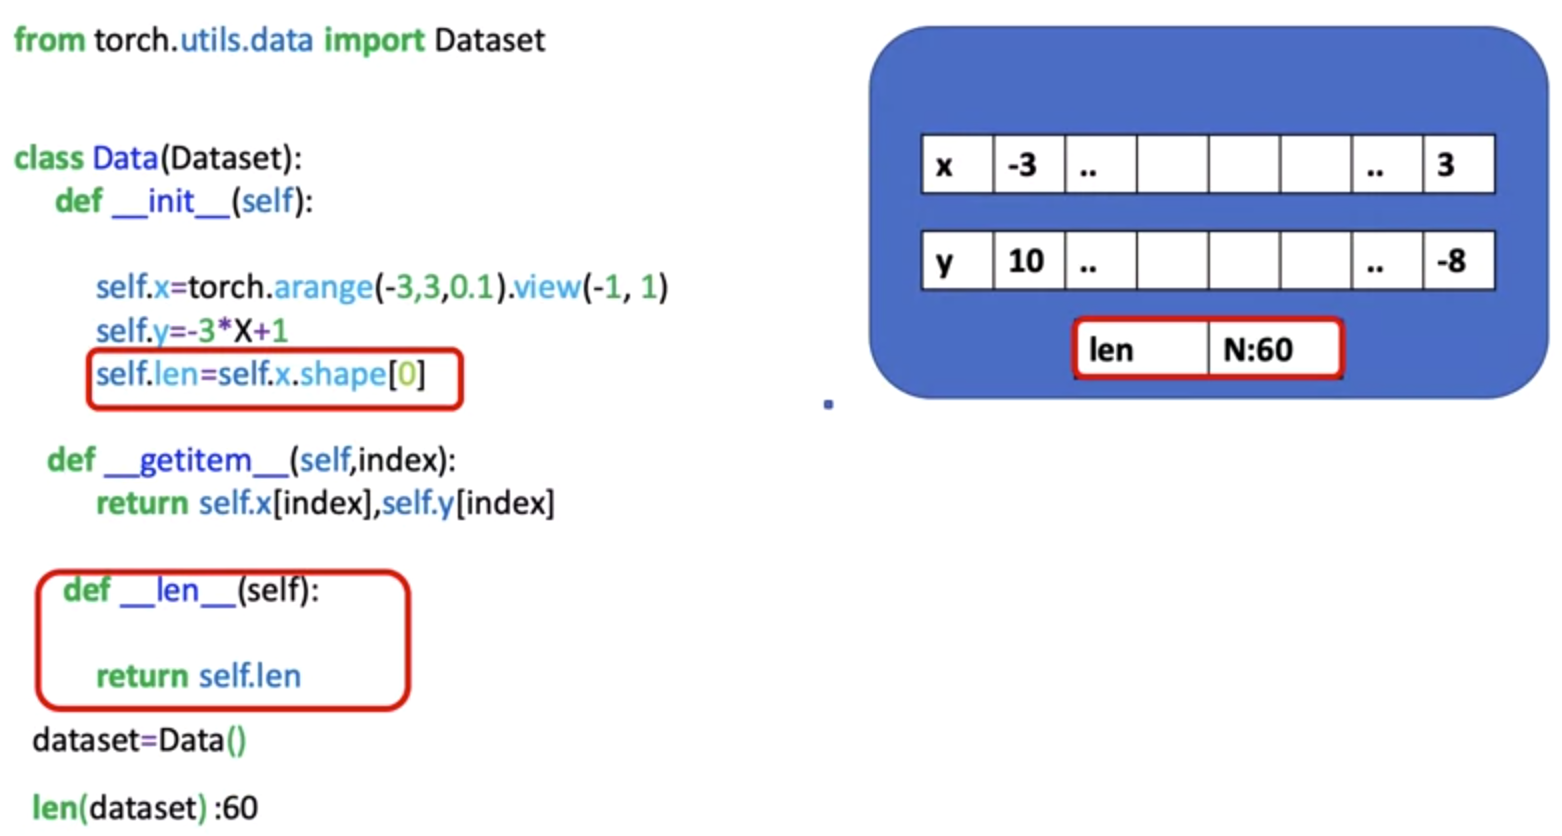 from torch.utils.data import Dataset
class Data(Dataset):
def __init__(self):
self.x=torch.arange(-3,3,0.1).view(-1, 1)
self.y=-3*X+1
self.len=self.x.shape[0]
def __getitem__(self,index):
return self.x[index],self.y[index]
def __len__(self):
return self.len
dataset=Data()
len(dataset) :60
x -3 .. .. 3
y 10 .. .. -8
len N:60